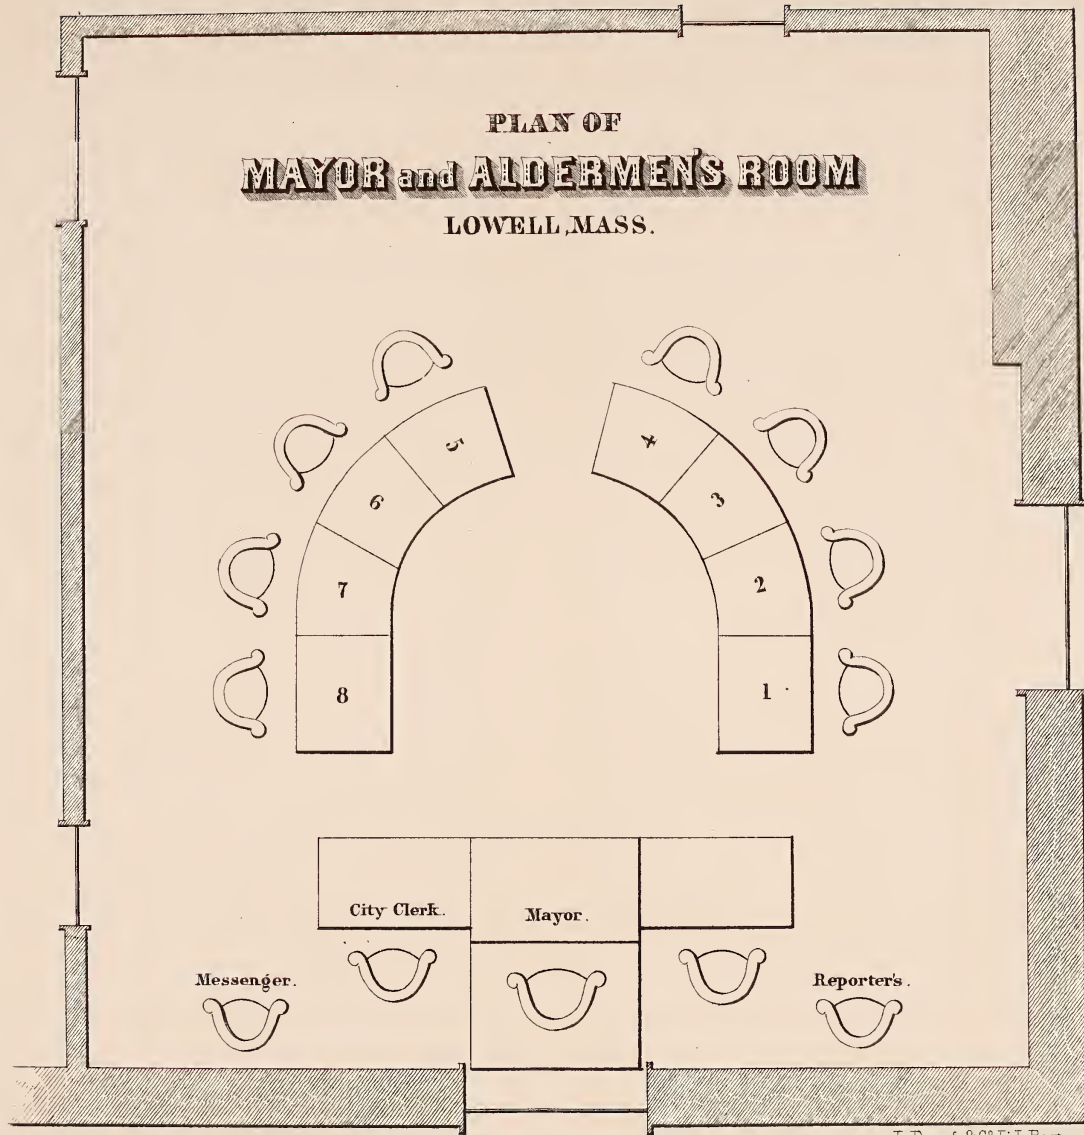 PLAN OF
MAYOR and ALDERMEN'S ROOM
LOWELL, MASS.
5
4
6
3
7
2
8
1
City Clerk.
Mayor.
Messenger.
Reporter's.